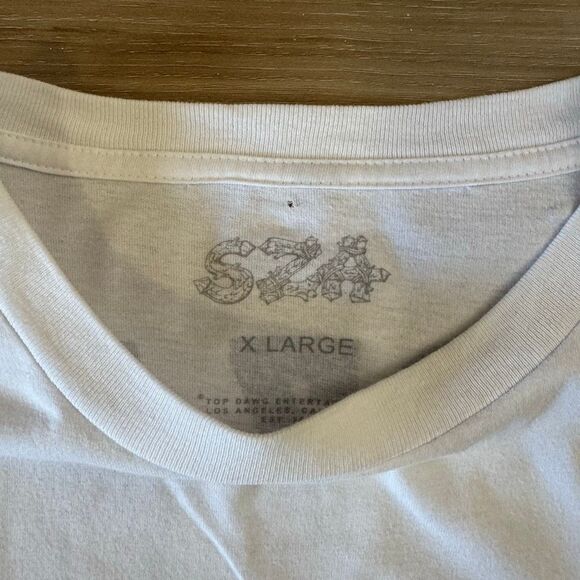 SZA
X LARGE
© TOP DAWG
LOS ANGELES,
EST.